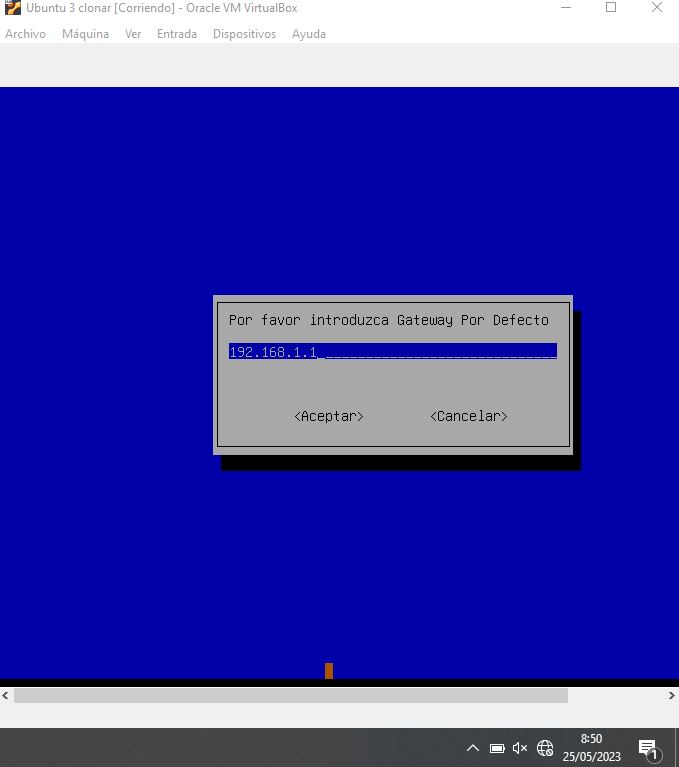 Ubuntu 3 clonar [Corriendo] - Oracle VM VirtualBox
Archivo Máquina Ver Entrada Dispositivos Ayuda
Por favor introduzca Gateway Por Defecto
192.168.1.1______________________________
<Aceptar> <Cancelar>
8:50
25/05/2023
1